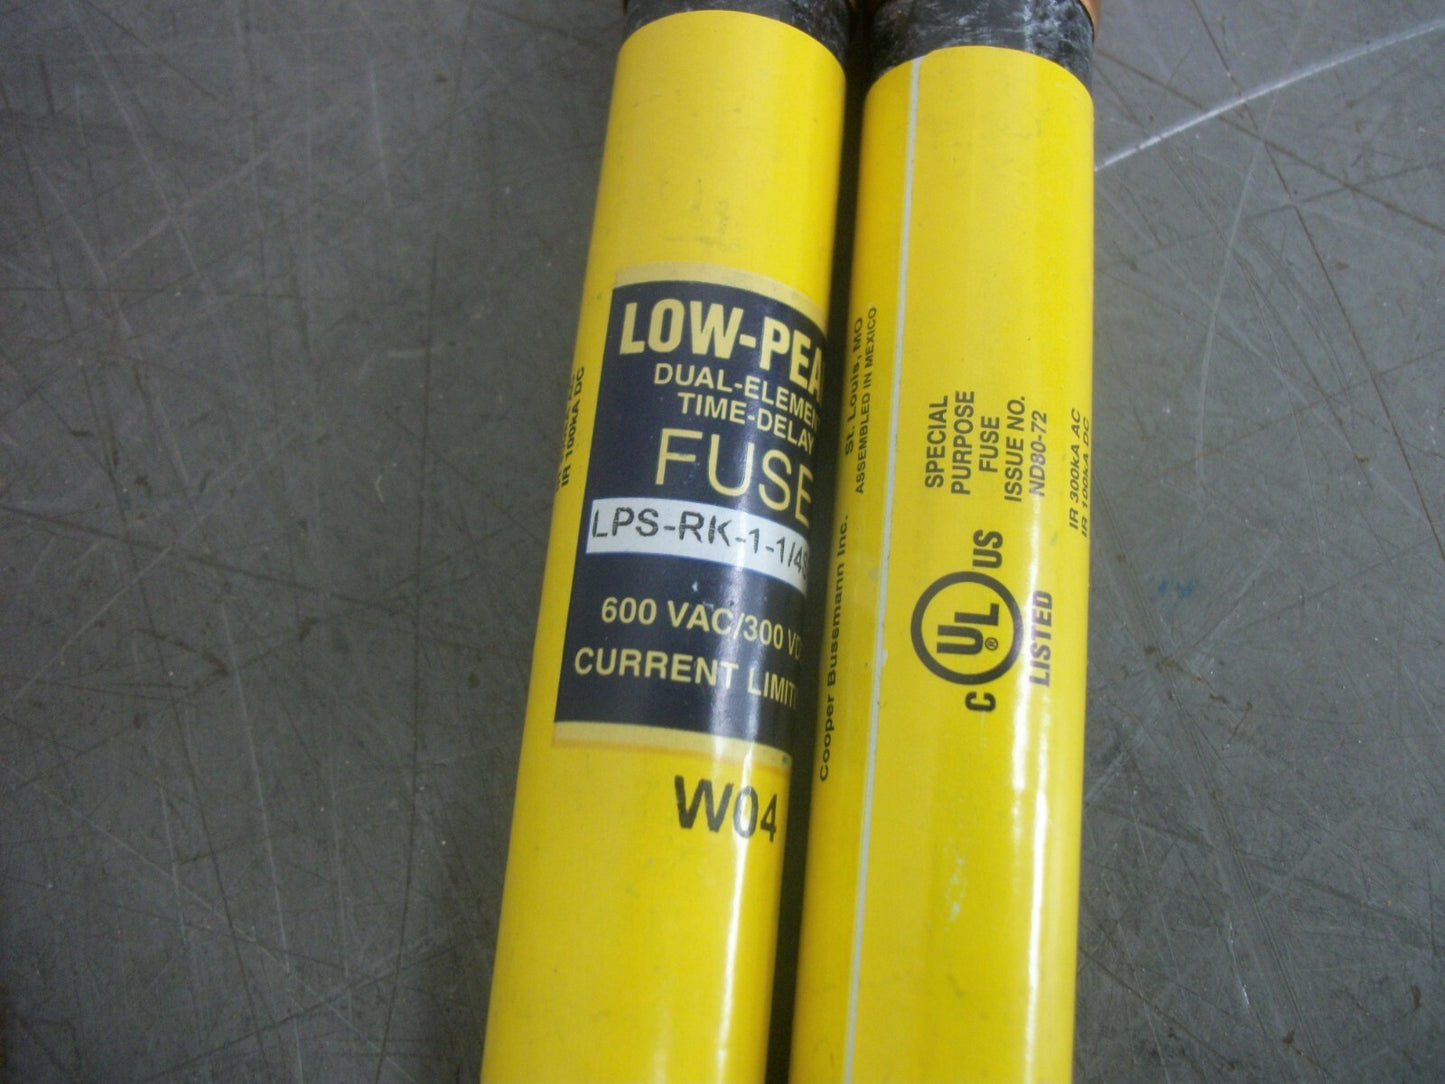 LOW-PEA
DUAL-ELEMEN
TIME-DELAY
FUSE
LPS-RK-1-1/4S
600 VAC/300 VD
CURRENT LIMITI
W04
IR 100kA DC
Cooper Bussmann Inc. St. Louis, MO
ASSEMBLED IN MEXICO
SPECIAL
PURPOSE
FUSE
ISSUE NO.
ND80-72
C UL® US
LISTED
IR 300kA AC
IR 100kA DC